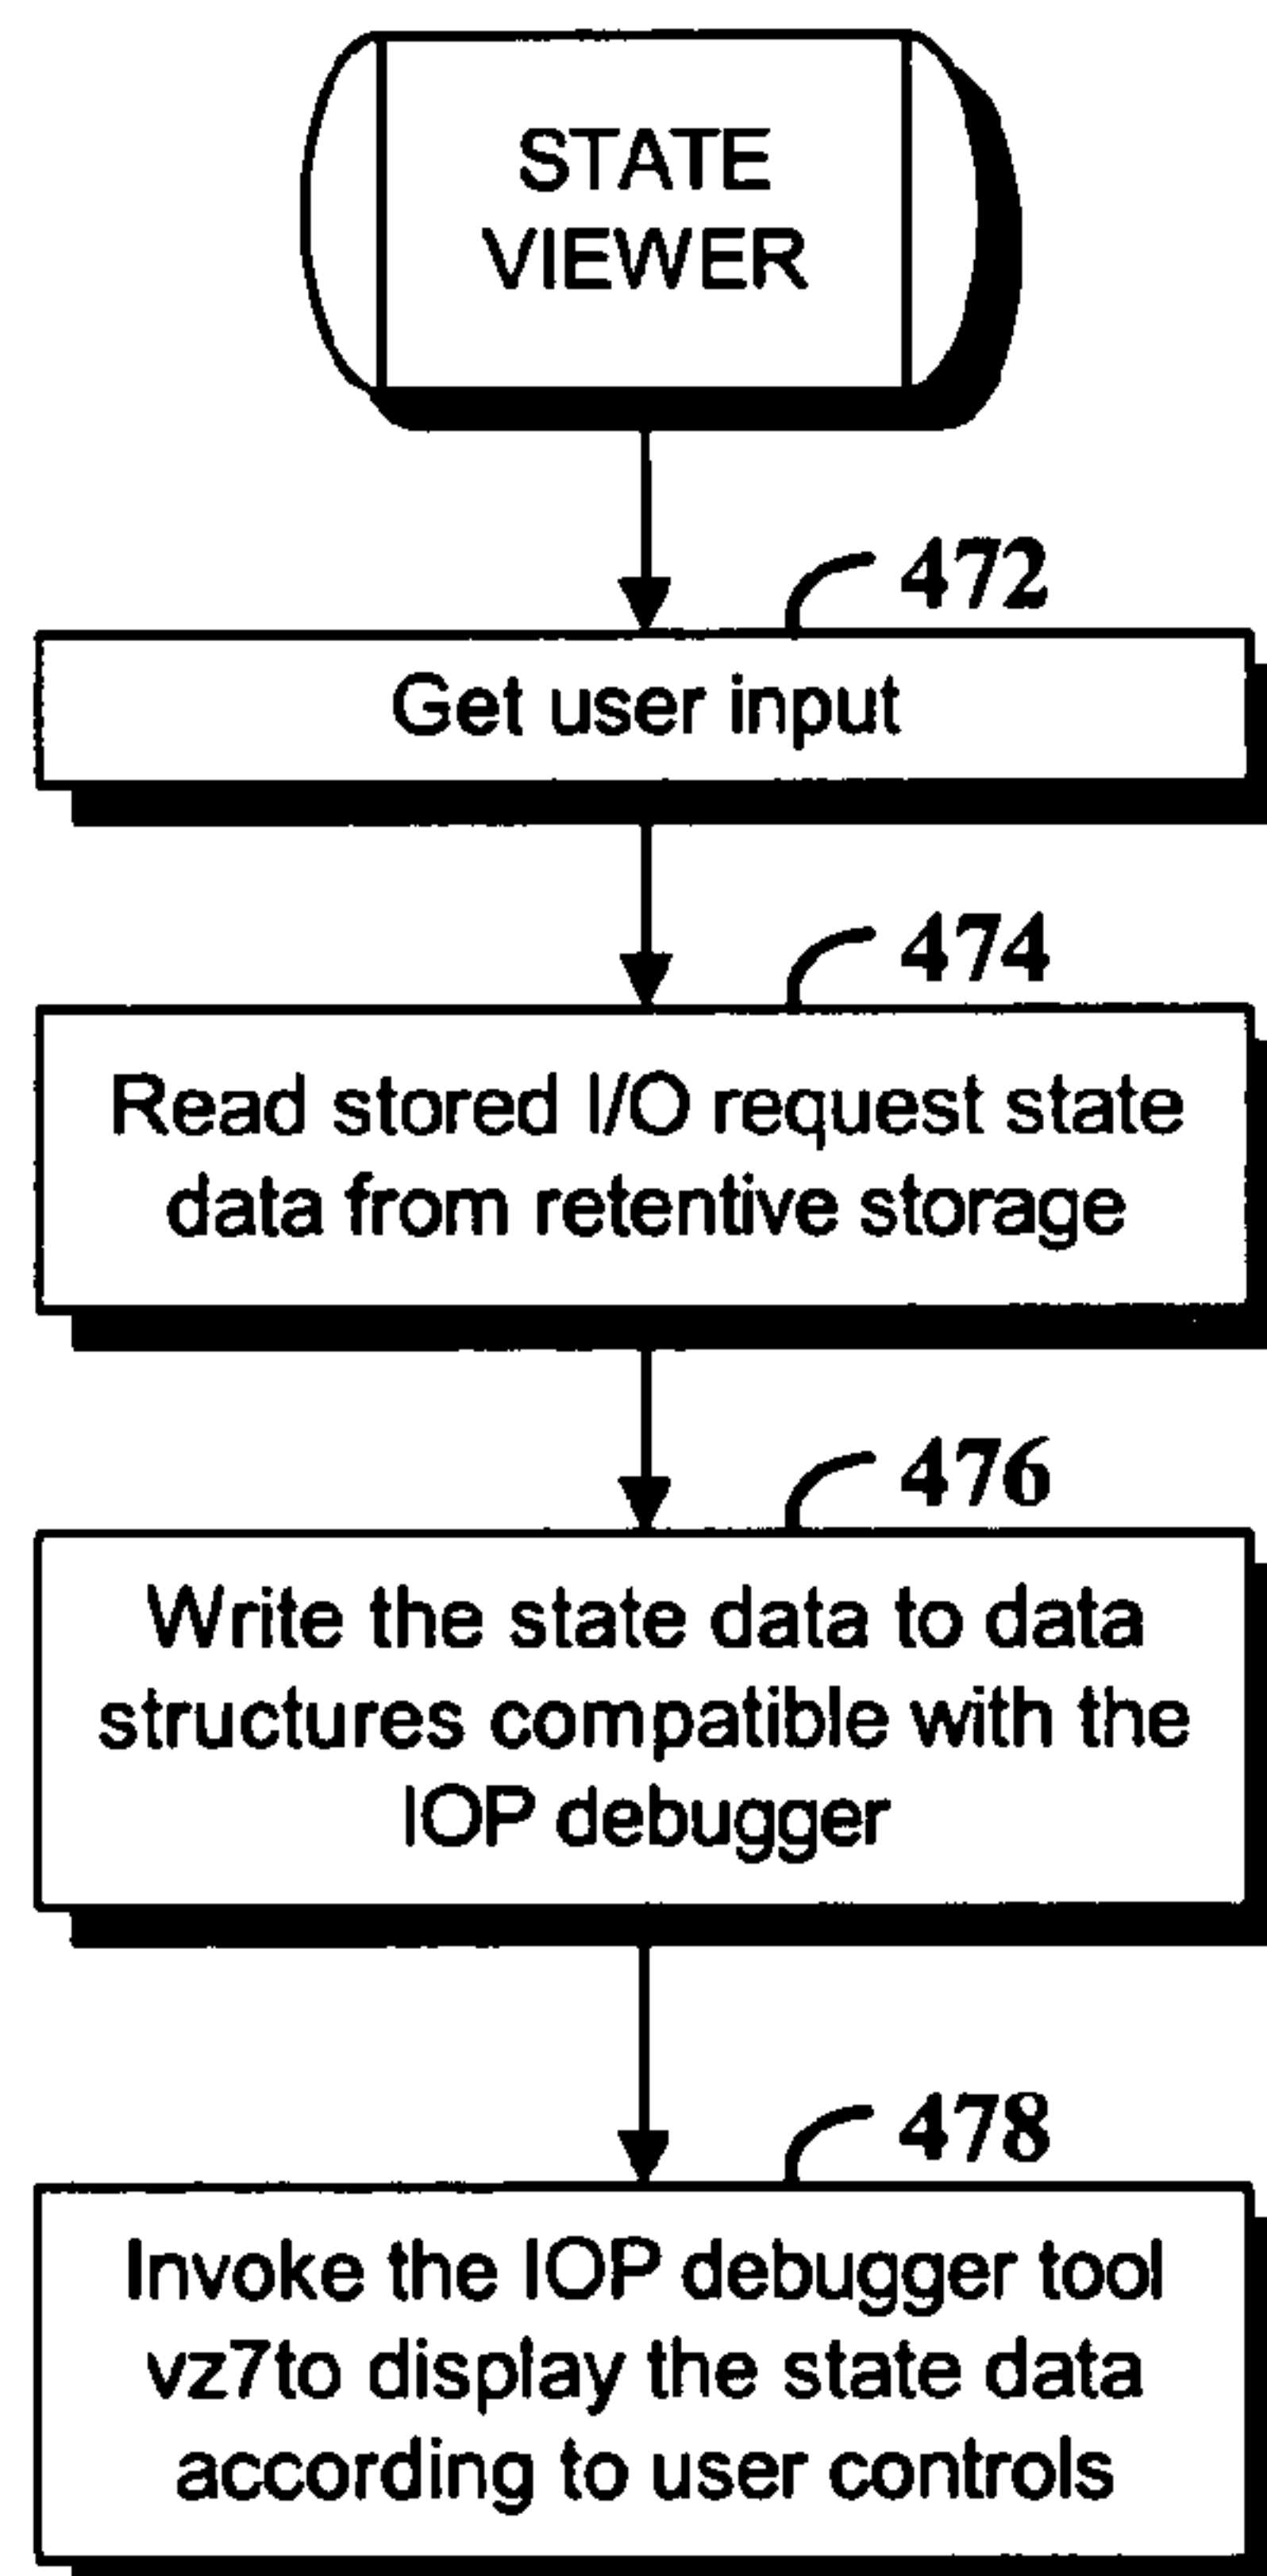 STATE
VIEWER
472
Get user input
474
Read stored I/O request state
data from retentive storage
476
Write the state data to data
structures compatible with the
IOP debugger
478
Invoke the IOP debugger tool
vz7to display the state data
according to user controls